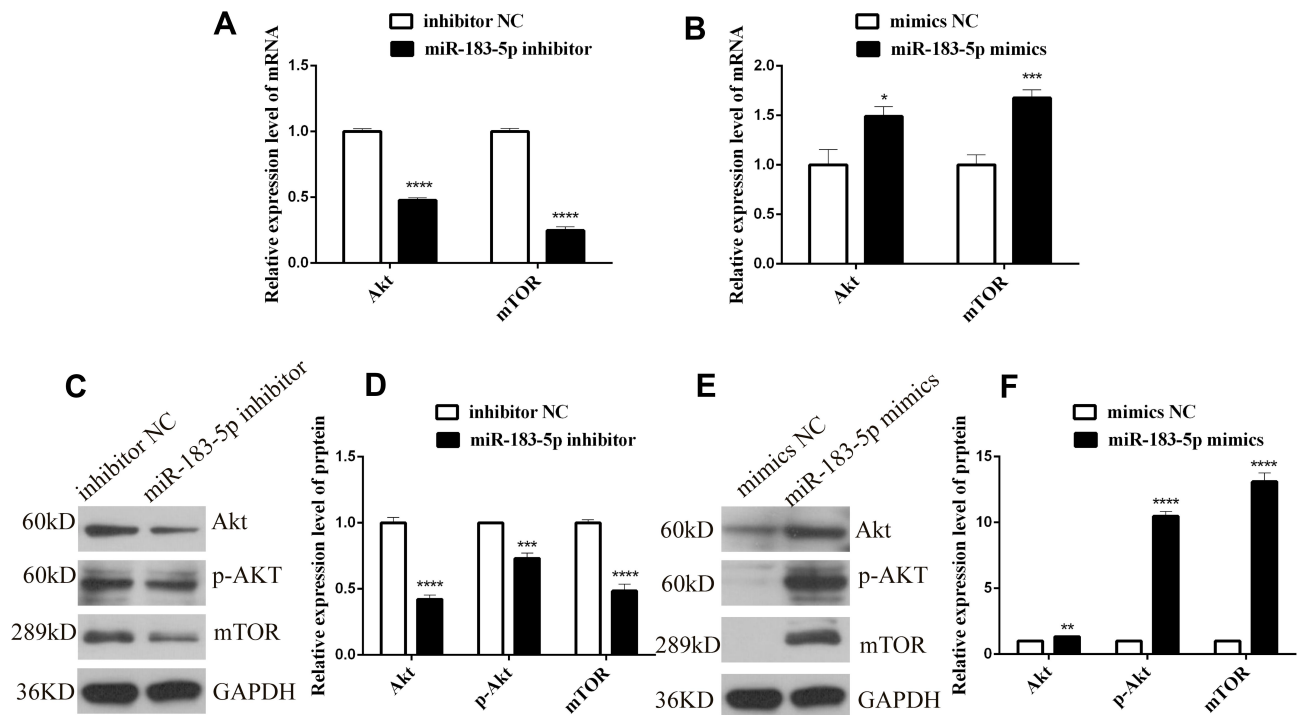 A
inhibitor NC
miR-183-5p inhibitor
Relative expression level of mRNA
1.5
1.0
0.5
0.0
****
****
Akt
mTOR
B
mimics NC
miR-183-5p mimics
Relative expression level of mRNA
2.0
1.5
1.0
0.5
0.0
*
***
Akt
mTOR
C
inhibitor NC
miR-183-5p inhibitor
60kD Akt
60kD p-AKT
289kD mTOR
36KD GAPDH
D
inhibitor NC
miR-183-5p inhibitor
Relative expression level of prptein
1.5
1.0
0.5
0.0
****
***
****
Akt
p-Akt
mTOR
E
mimics NC
miR-183-5p mimics
60kD Akt
60kD p-AKT
289kD mTOR
36KD GAPDH
F
mimics NC
miR-183-5p mimics
Relative expression level of prptein
15
10
5
0
**
****
****
Akt
p-Akt
mTOR